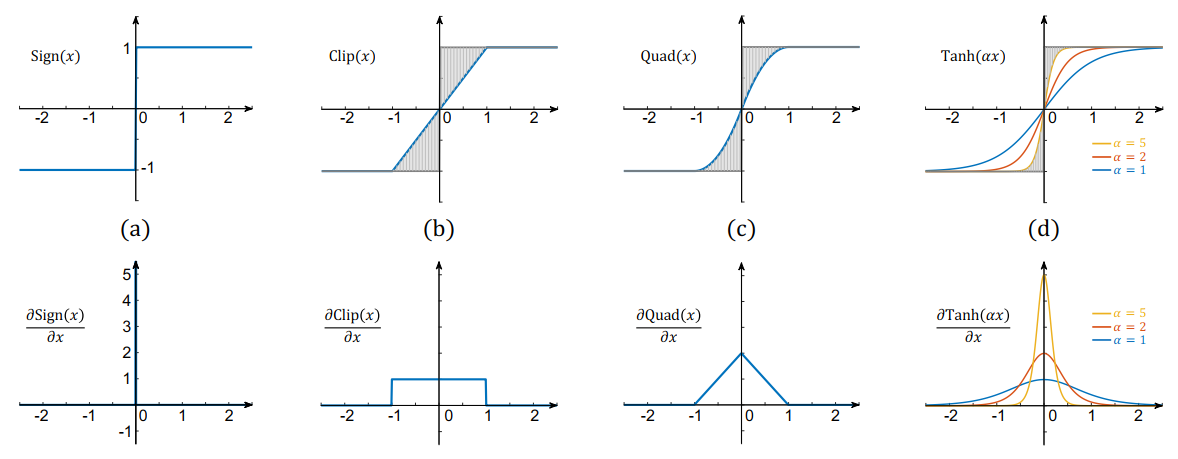 Sign(x)
1
-2 -1 0 1 2
-1
(a)
Clip(x)
-2 -1 0 1 2
(b)
Quad(x)
-2 -1 0 1 2
(c)
Tanh(αx)
-2 -1 0 1 2
α = 5
α = 2
α = 1
(d)
∂Sign(x)
∂x
5
4
3
2
1
-2 -1 0 1 2
-1
∂Clip(x)
∂x
-2 -1 0 1 2
∂Quad(x)
∂x
-2 -1 0 1 2
∂Tanh(αx)
∂x
α = 5
α = 2
α = 1
-2 -1 0 1 2